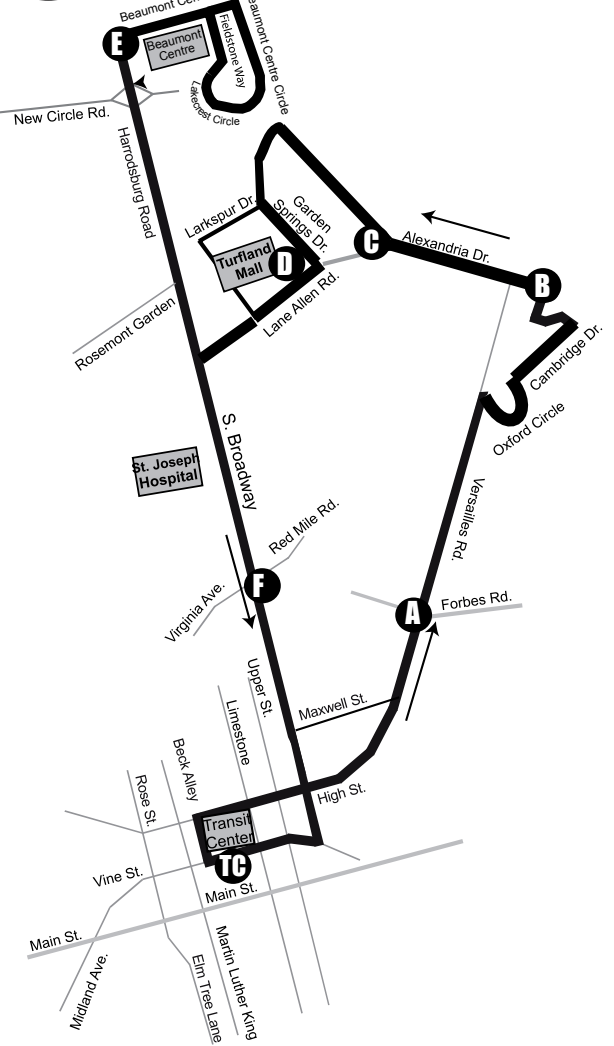 Beaumont
Beaumont Centre Circle
Fieldstone Way
E
Beaumont
Centre
Lakecrest Circle
New Circle Rd.
Harrodsburg Road
Larkspur Dr.
Garden
Springs Dr.
C
Alexandria Dr.
Turfland
Mall
D
B
Lane Allen Rd.
Rosemont Garden
Cambridge Dr.
Oxford Circle
S. Broadway
St. Joseph
Hospital
Versailles Rd.
Red Mile Rd.
F
Virginia Ave.
A
Forbes Rd.
Upper St.
Maxwell St.
Limestone
Beck Alley
Rose St.
High St.
Transit
Center
TC
Vine St.
Main St.
Main St.
Midland Ave.
Elm Tree Lane
Martin Luther King